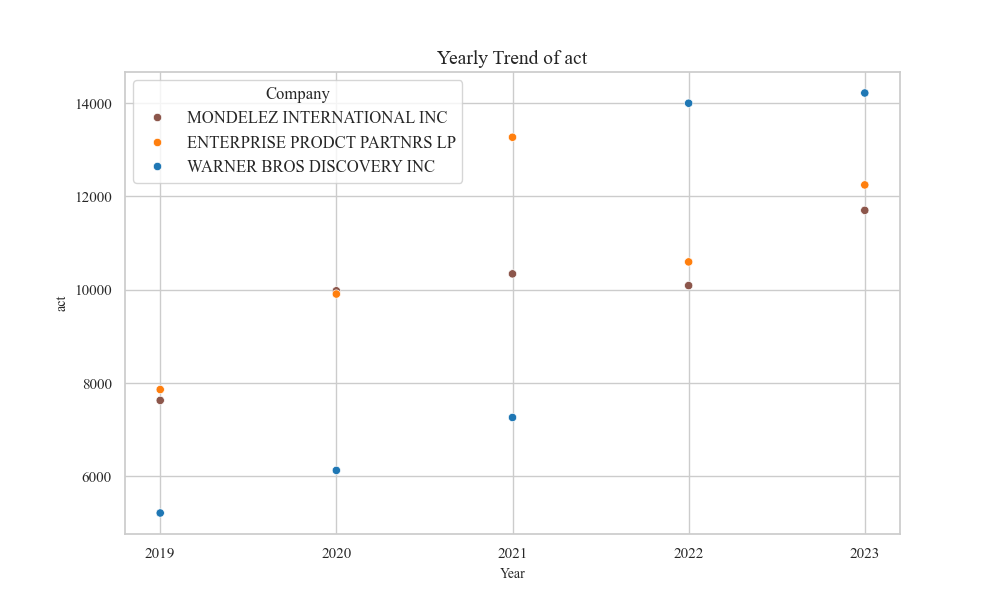 Yearly Trend of act
Company
MONDELEZ INTERNATIONAL INC
ENTERPRISE PRODCT PARTNRS LP
WARNER BROS DISCOVERY INC
14000
12000
10000
8000
6000
act
2019 2020 2021 2022 2023
Year